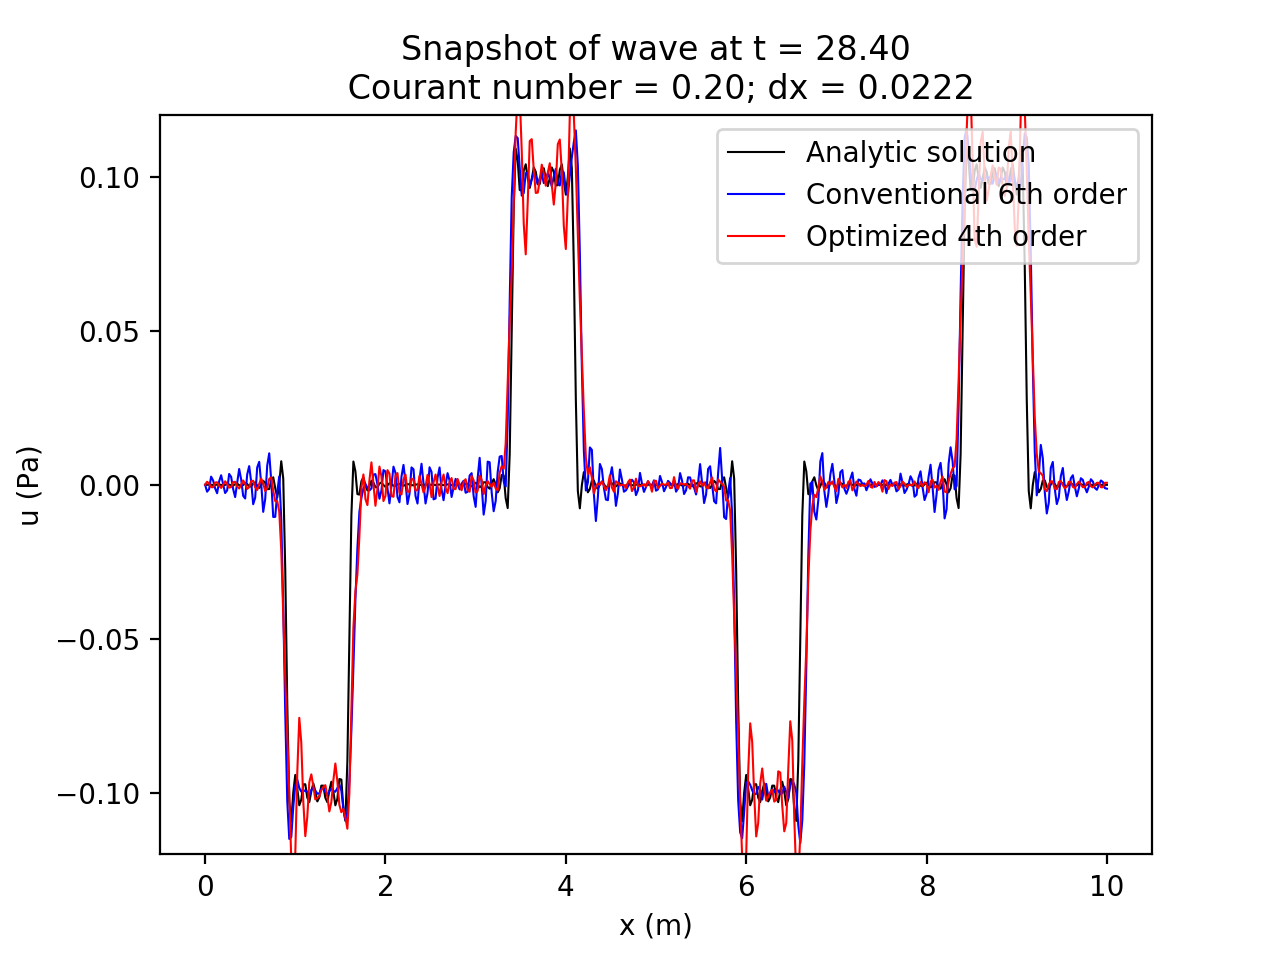 Snapshot of wave at t = 28.40
Courant number = 0.20; dx = 0.0222
Analytic solution
Conventional 6th order
Optimized 4th order
0.10
0.05
0.00
−0.05
−0.10
u (Pa)
0 2 4 6 8 10
x (m)